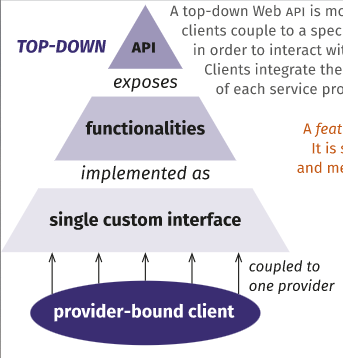 A top-down Web API is mo
clients couple to a spec
in order to interact wit
Clients integrate the
of each service pro
TOP-DOWN
API
exposes
functionalities
A feat
It is s
and me
implemented as
single custom interface
coupled to
one provider
provider-bound client